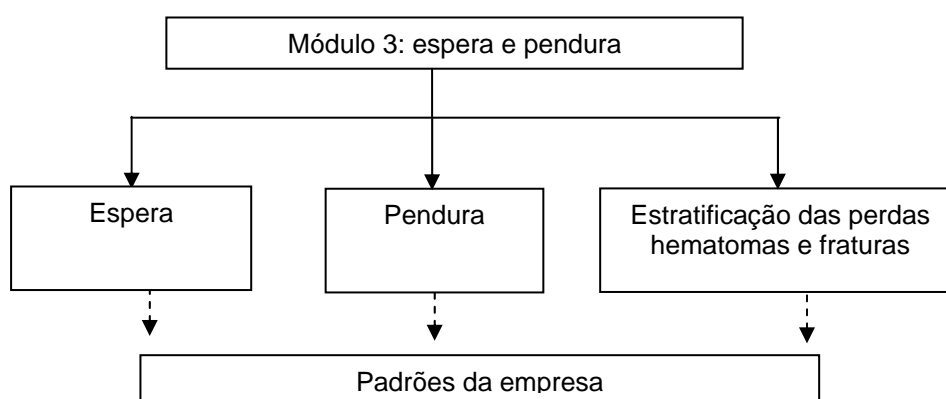 Módulo 3: espera e pendura
Espera
Pendura
Estratificação das perdas
hematomas e fraturas
Padrões da empresa